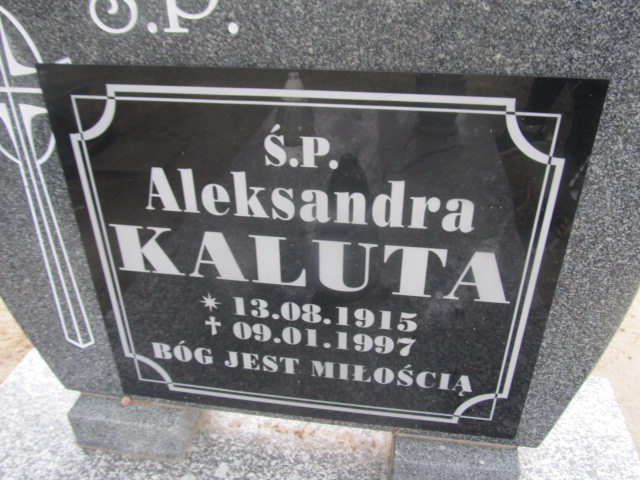 Ś.P.
Ś.P.
Aleksandra
KALUTA
* 13.08.1915
✝ 09.01.1997
BÓG JEST MIŁOŚCIĄ